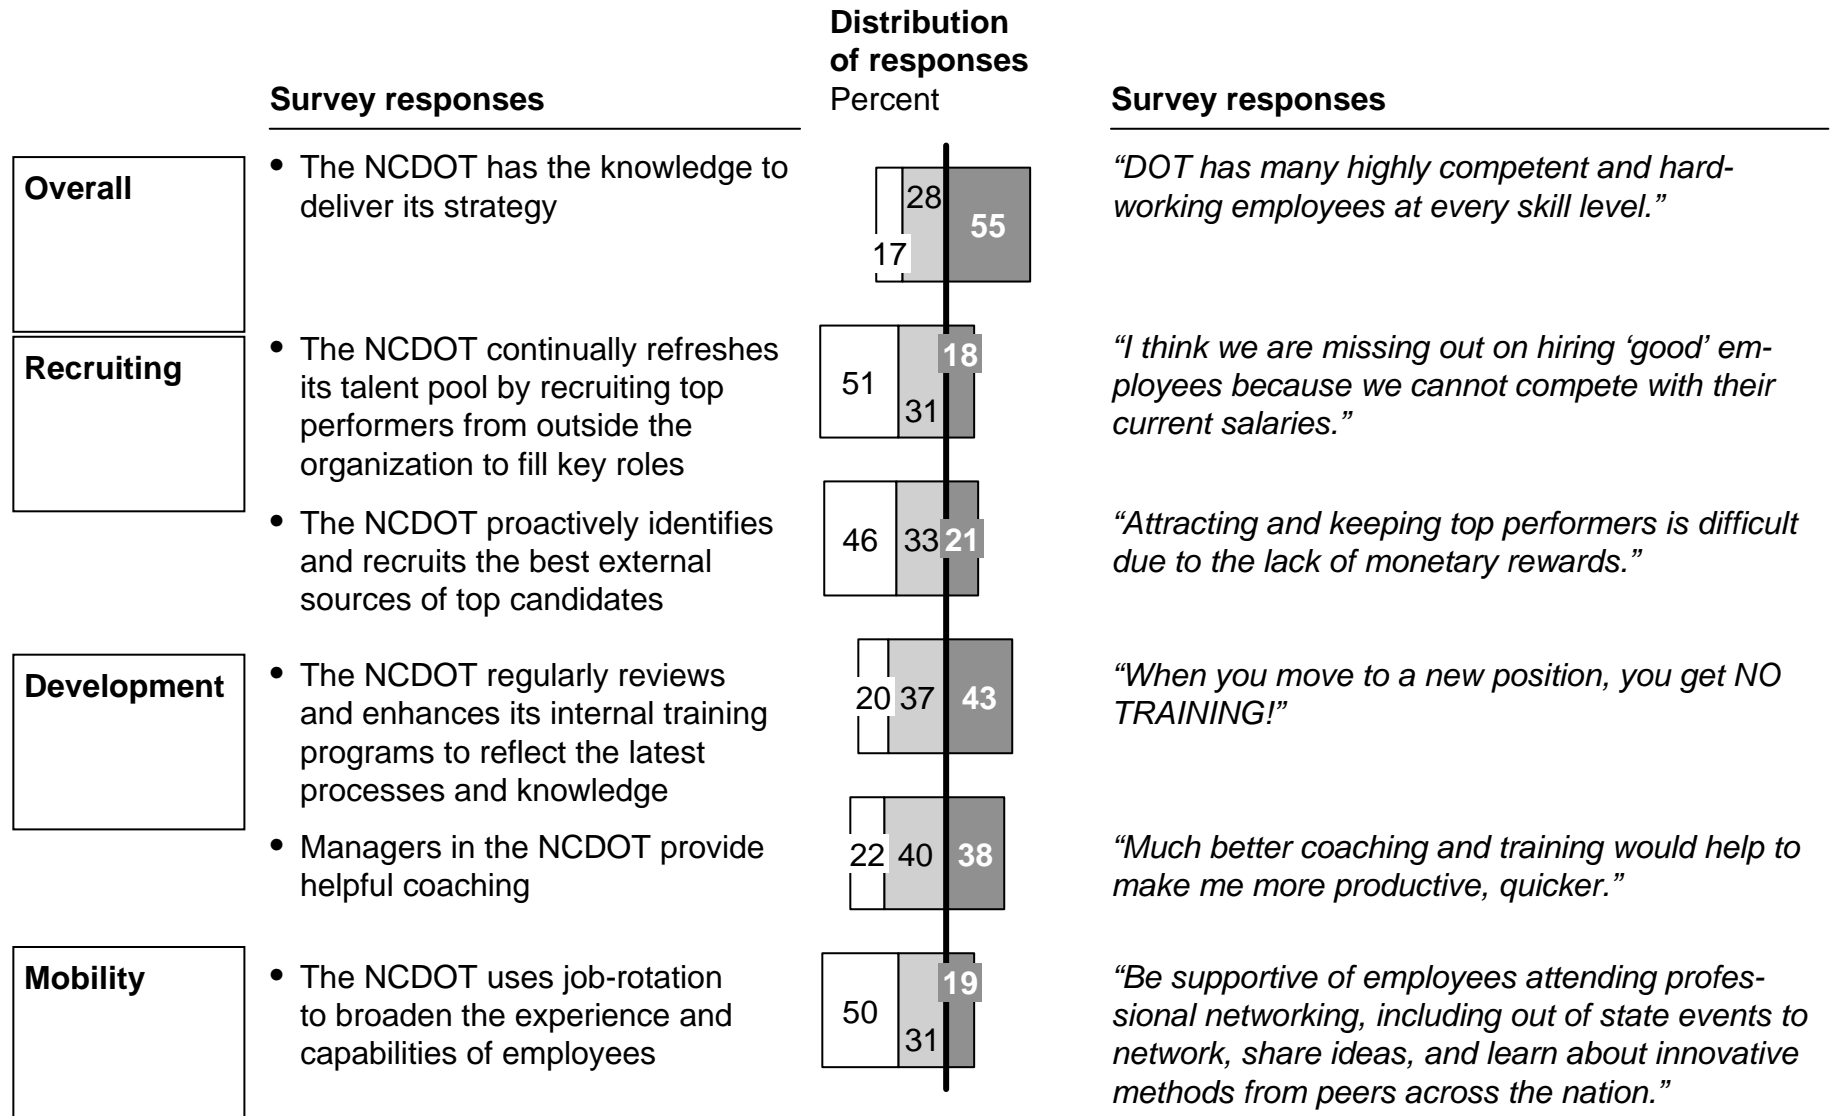 Distribution
of responses
Survey responses
Percent
Survey responses
Overall
• The NCDOT has the knowledge to
deliver its strategy
17
28
55
“DOT has many highly competent and hard-
working employees at every skill level.”
Recruiting
• The NCDOT continually refreshes
its talent pool by recruiting top
performers from outside the
organization to fill key roles
51
31
18
“I think we are missing out on hiring ‘good’ em-
ployees because we cannot compete with their
current salaries.”
• The NCDOT proactively identifies
and recruits the best external
sources of top candidates
46
33
21
“Attracting and keeping top performers is difficult
due to the lack of monetary rewards.”
Development
• The NCDOT regularly reviews
and enhances its internal training
programs to reflect the latest
processes and knowledge
20
37
43
“When you move to a new position, you get NO
TRAINING!”
• Managers in the NCDOT provide
helpful coaching
22
40
38
“Much better coaching and training would help to
make me more productive, quicker.”
Mobility
• The NCDOT uses job-rotation
to broaden the experience and
capabilities of employees
50
31
19
“Be supportive of employees attending profes-
sional networking, including out of state events to
network, share ideas, and learn about innovative
methods from peers across the nation.”